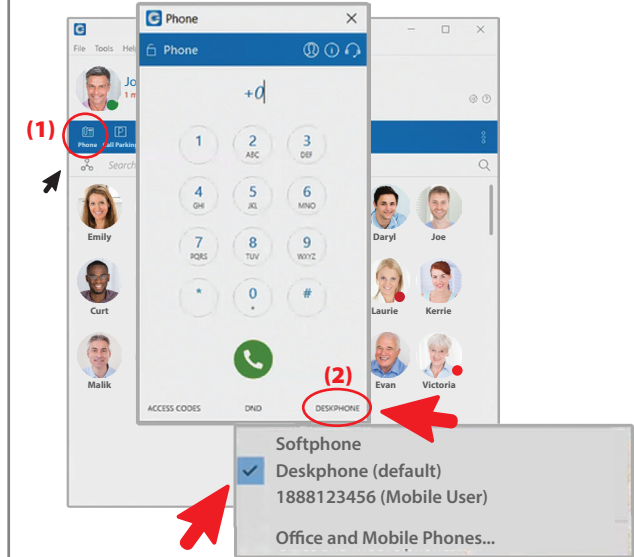 Phone
File Tools Help
Phone
Jo
1 m
+0
(1)
Phone Call Parking
Search
1
2
ABC
3
DEF
4
GHI
5
JKL
6
MNO
7
PQRS
8
TUV
9
WXYZ
*
0
#
Emily
Daryl
Joe
Curt
Laurie
Kerrie
Malik
Evan
Victoria
(2)
ACCESS CODES DND DESKPHONE
Softphone
Deskphone (default)
1888123456 (Mobile User)
Office and Mobile Phones...